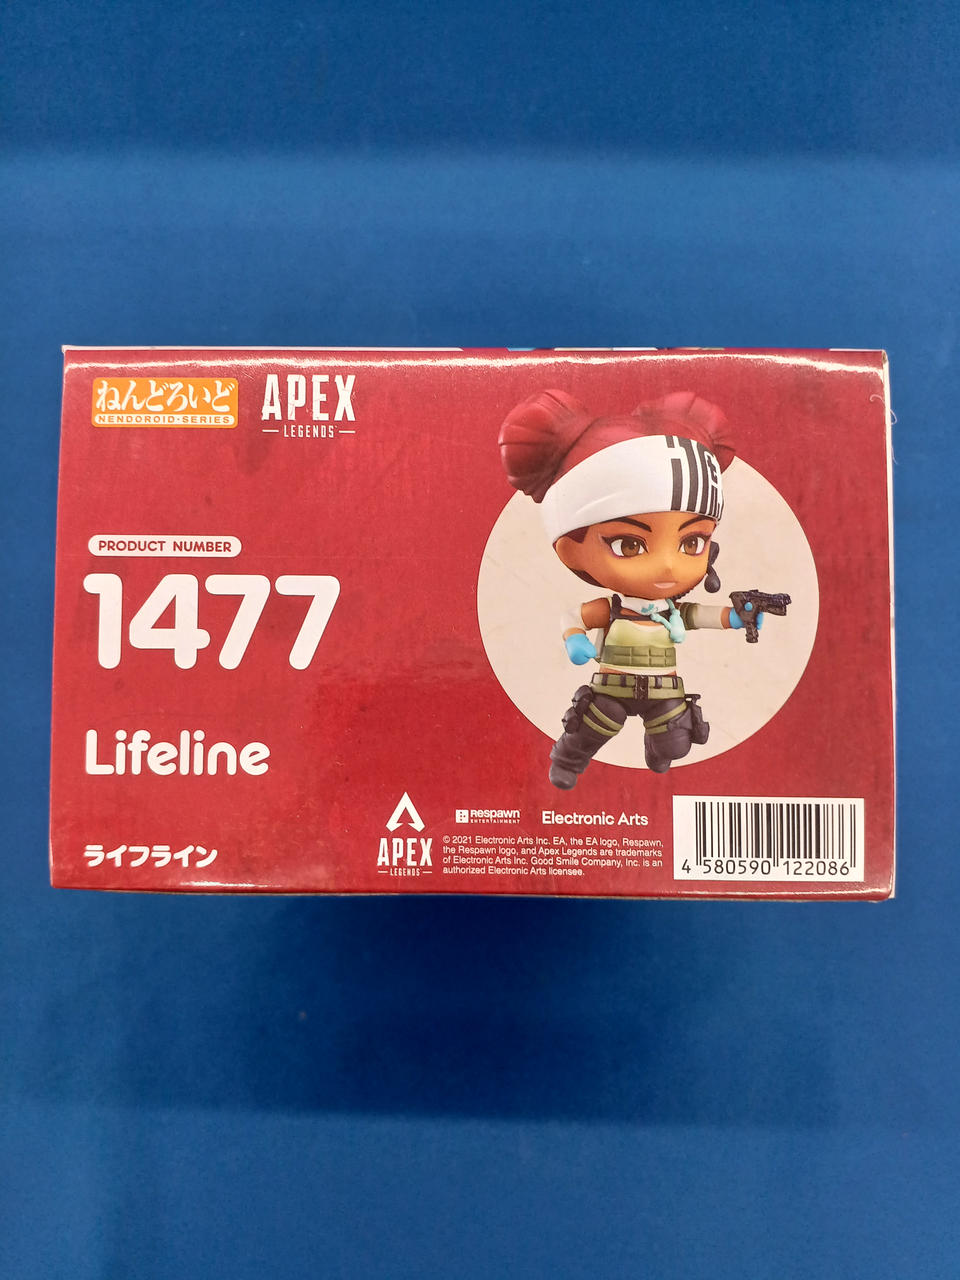 ねんどろいど
NENDOROID·SERIES
APEX
LEGENDS
PRODUCT NUMBER
1477
Lifeline
ライフライン
APEX
LEGENDS
Respawn
ENTERTAINMENT
Electronic Arts
© 2021 Electronic Arts Inc. EA, the EA logo, Respawn,
the Respawn logo, and Apex Legends are trademarks
of Electronic Arts Inc. Good Smile Company, Inc. is an
authorized Electronic Arts licensee.
4 580590 122086